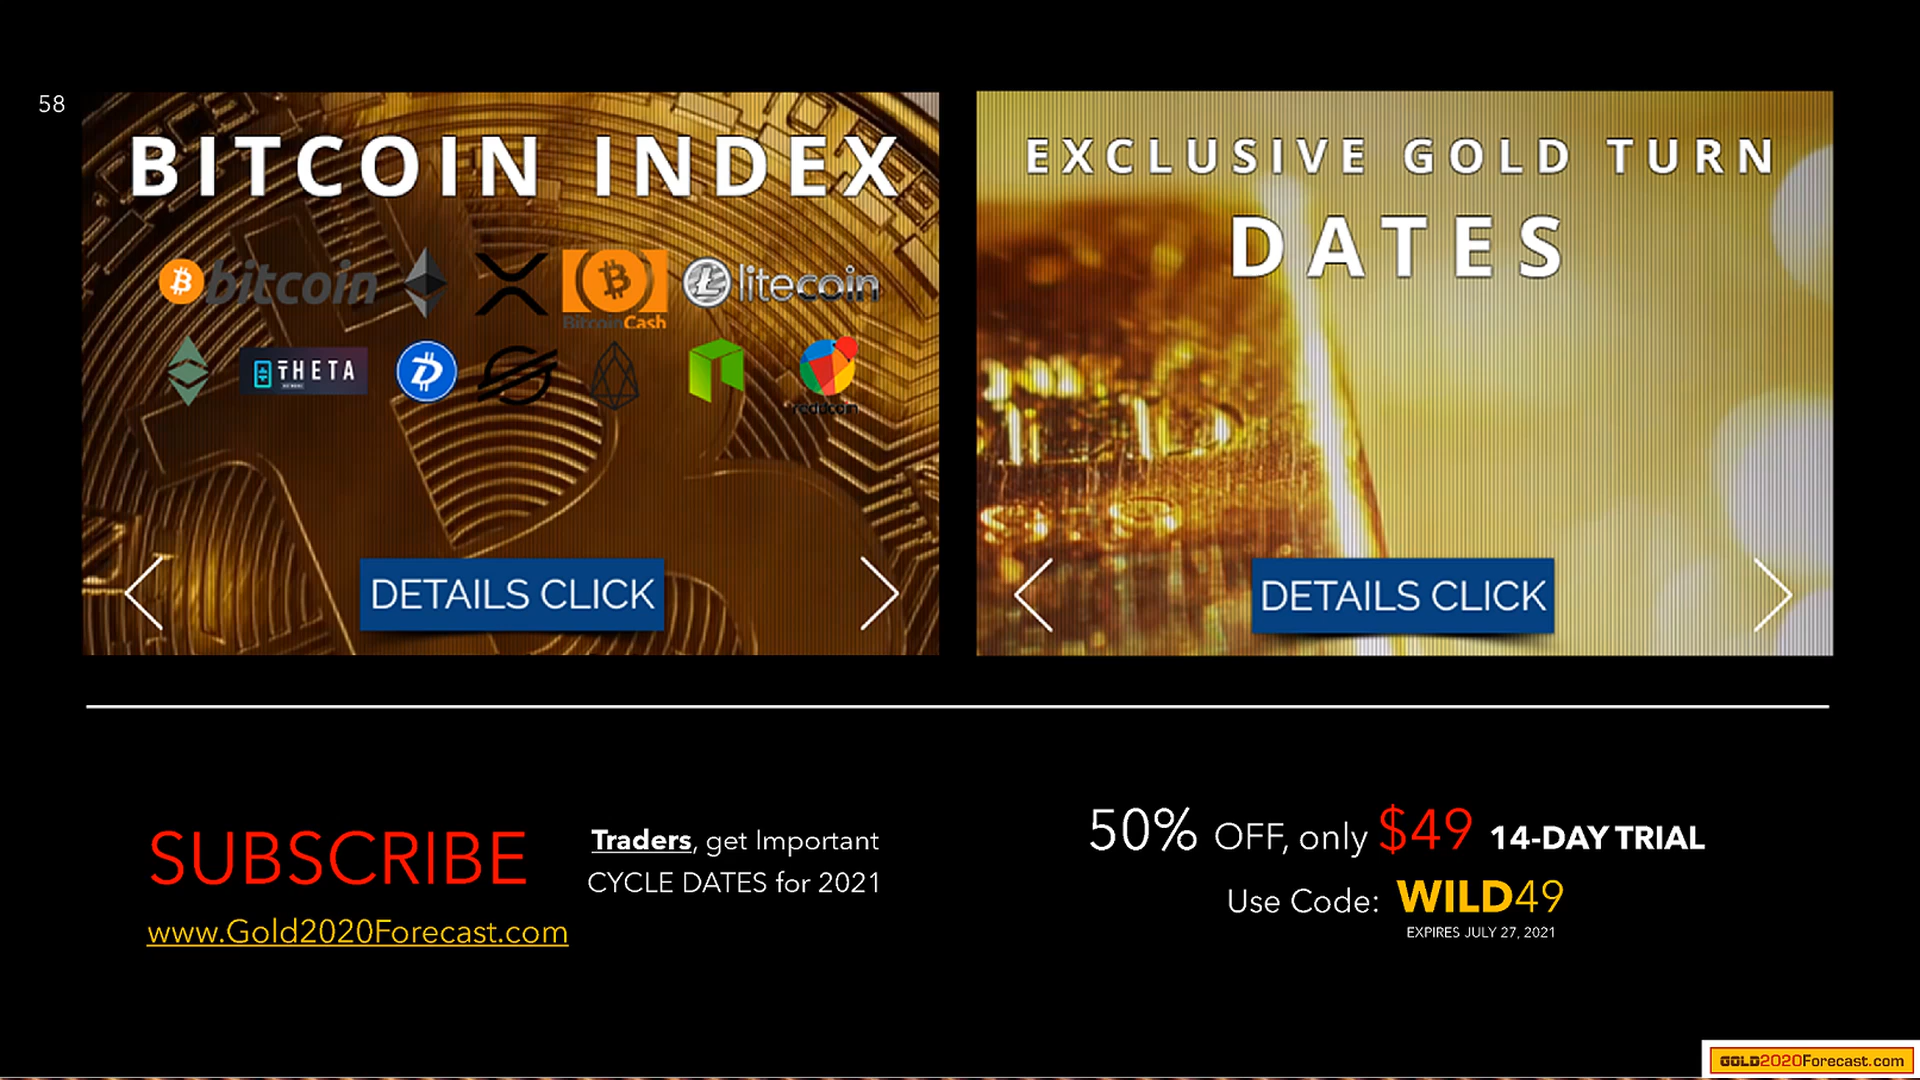 58
BITCOIN INDEX
bitcoin
BitcoinCash
litecoin
THETA
reddcoin
DETAILS CLICK
EXCLUSIVE GOLD TURN
DATES
DETAILS CLICK
SUBSCRIBE
www.Gold2020Forecast.com
Traders, get Important
CYCLE DATES for 2021
50% OFF, only $49 14-DAY TRIAL
Use Code: WILD49
EXPIRES JULY 27, 2021
GOLD2020Forecast.com